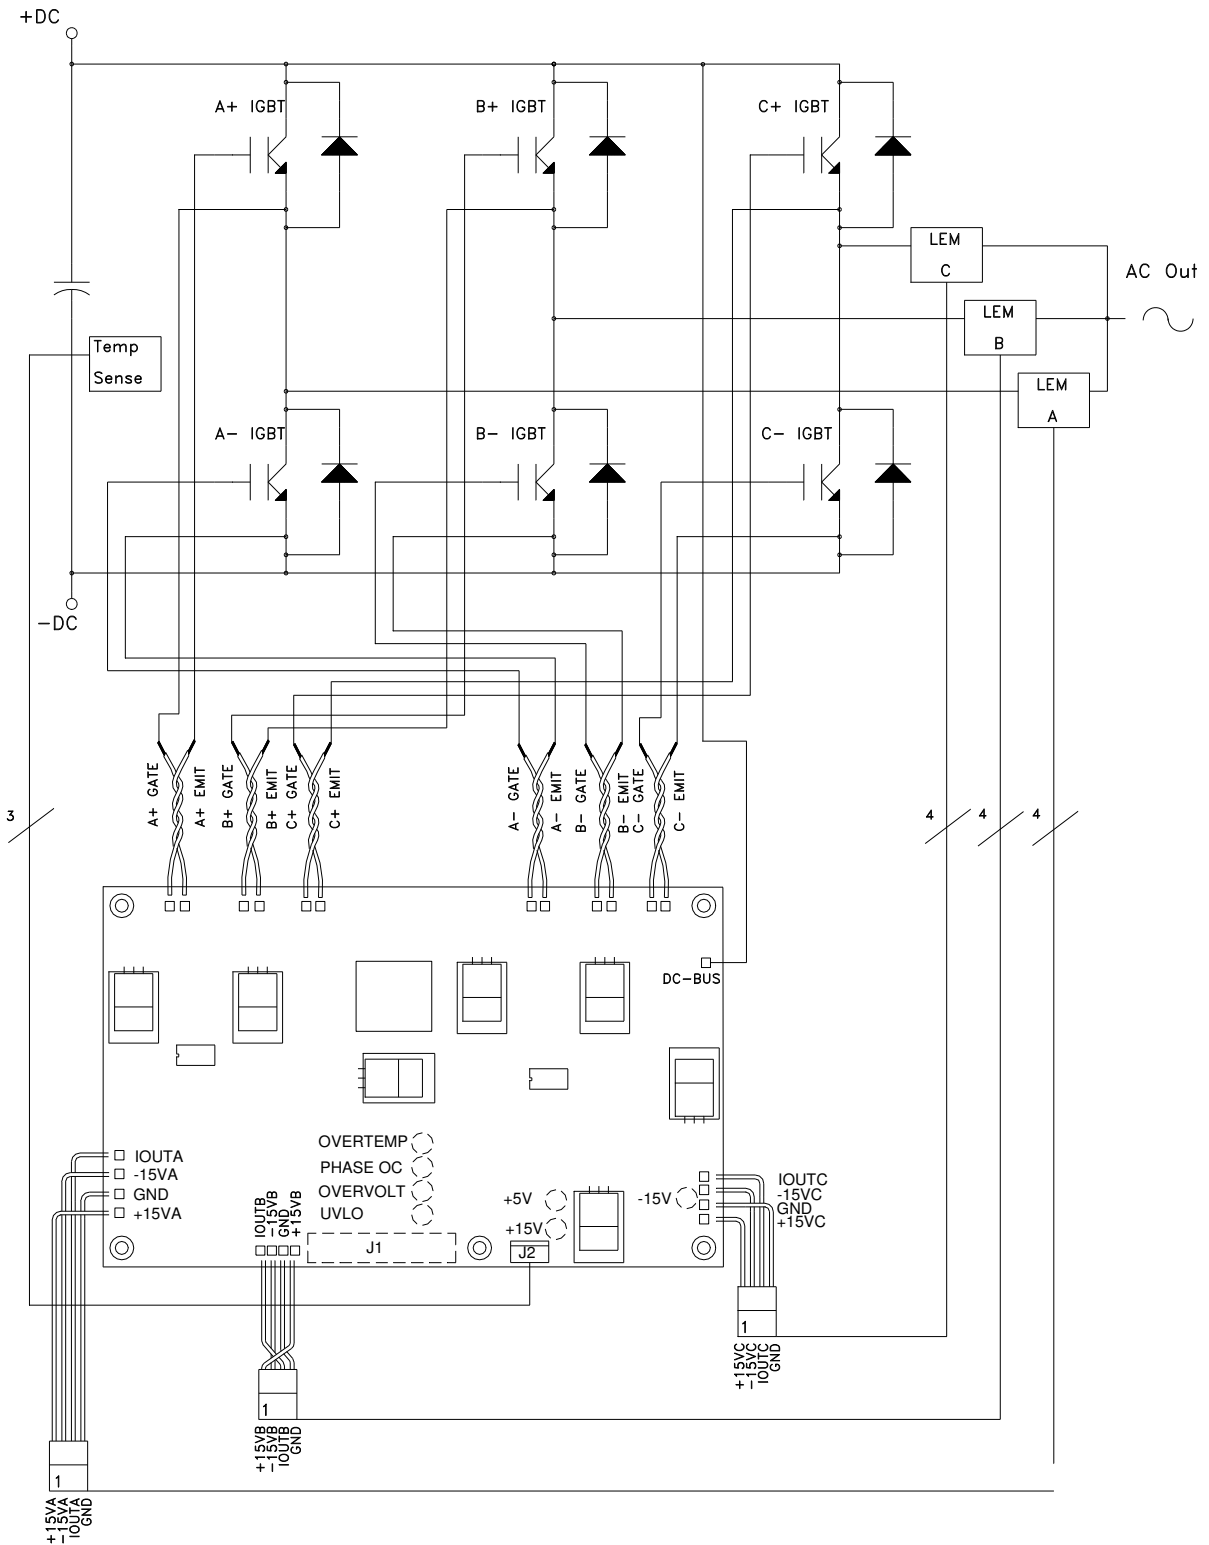 +DC
A+ IGBT
B+ IGBT
C+ IGBT
LEM
C
AC Out
LEM
B
Temp
Sense
LEM
A
A- IGBT
B- IGBT
C- IGBT
-DC
A+ GATE
A+ EMIT
B+ GATE
B+ EMIT
C+ GATE
C+ EMIT
A- GATE
A- EMIT
B- GATE
B- EMIT
C- GATE
C- EMIT
3
4
4
4
DC-BUS
OVERTEMP
PHASE OC
OVERVOLT
UVLO
IOUTA
-15VA
GND
+15VA
IOUTB
-15VB
GND
+15VB
J1
+5V
+15V
J2
-15V
IOUTC
-15VC
GND
+15VC
1
+15VC
-15VC
IOUTC
GND
1
+15VB
-15VB
IOUTB
GND
1
+15VA
-15VA
IOUTA
GND